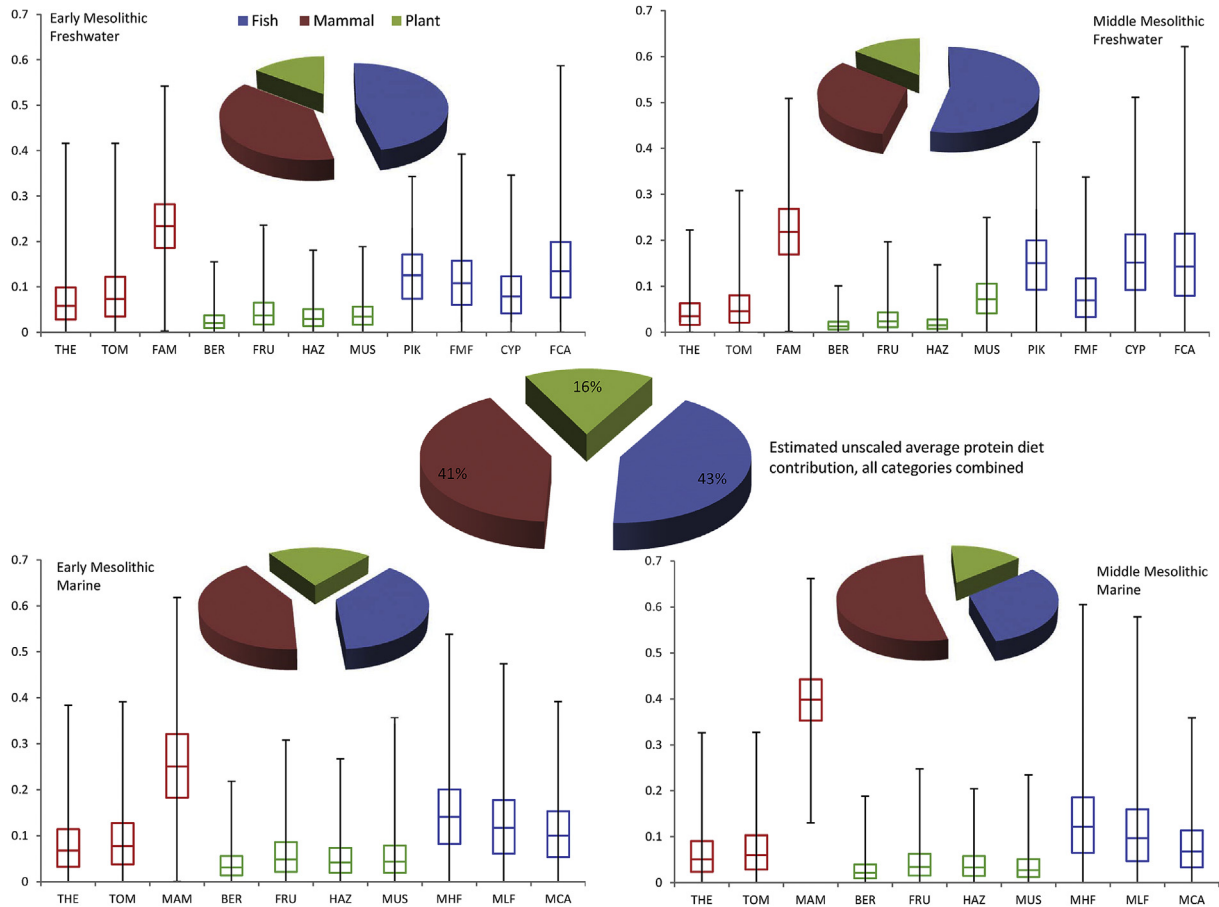 Early Mesolithic
Freshwater
Fish Mammal Plant
0.7
0.6
0.5
0.4
0.3
0.2
0.1
0
THE TOM FAM BER FRU HAZ MUS PIK FMF CYP FCA
Middle Mesolithic
Freshwater
0.7
0.6
0.5
0.4
0.3
0.2
0.1
0
THE TOM FAM BER FRU HAZ MUS PIK FMF CYP FCA
16%
41%
43%
Estimated unscaled average protein diet
contribution, all categories combined
Early Mesolithic
Marine
0.7
0.6
0.5
0.4
0.3
0.2
0.1
0
THE TOM MAM BER FRU HAZ MUS MHF MLF MCA
Middle Mesolithic
Marine
0.7
0.6
0.5
0.4
0.3
0.2
0.1
0
THE TOM MAM BER FRU HAZ MUS MHF MLF MCA